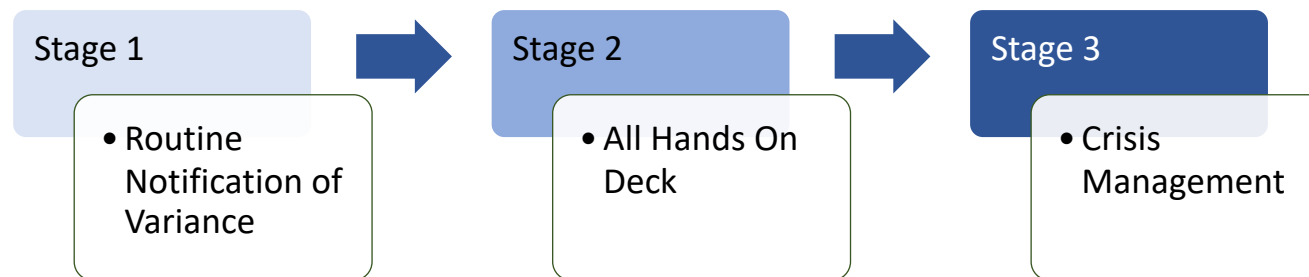 Stage 1
• Routine
Notification of
Variance
Stage 2
• All Hands On
Deck
Stage 3
• Crisis
Management